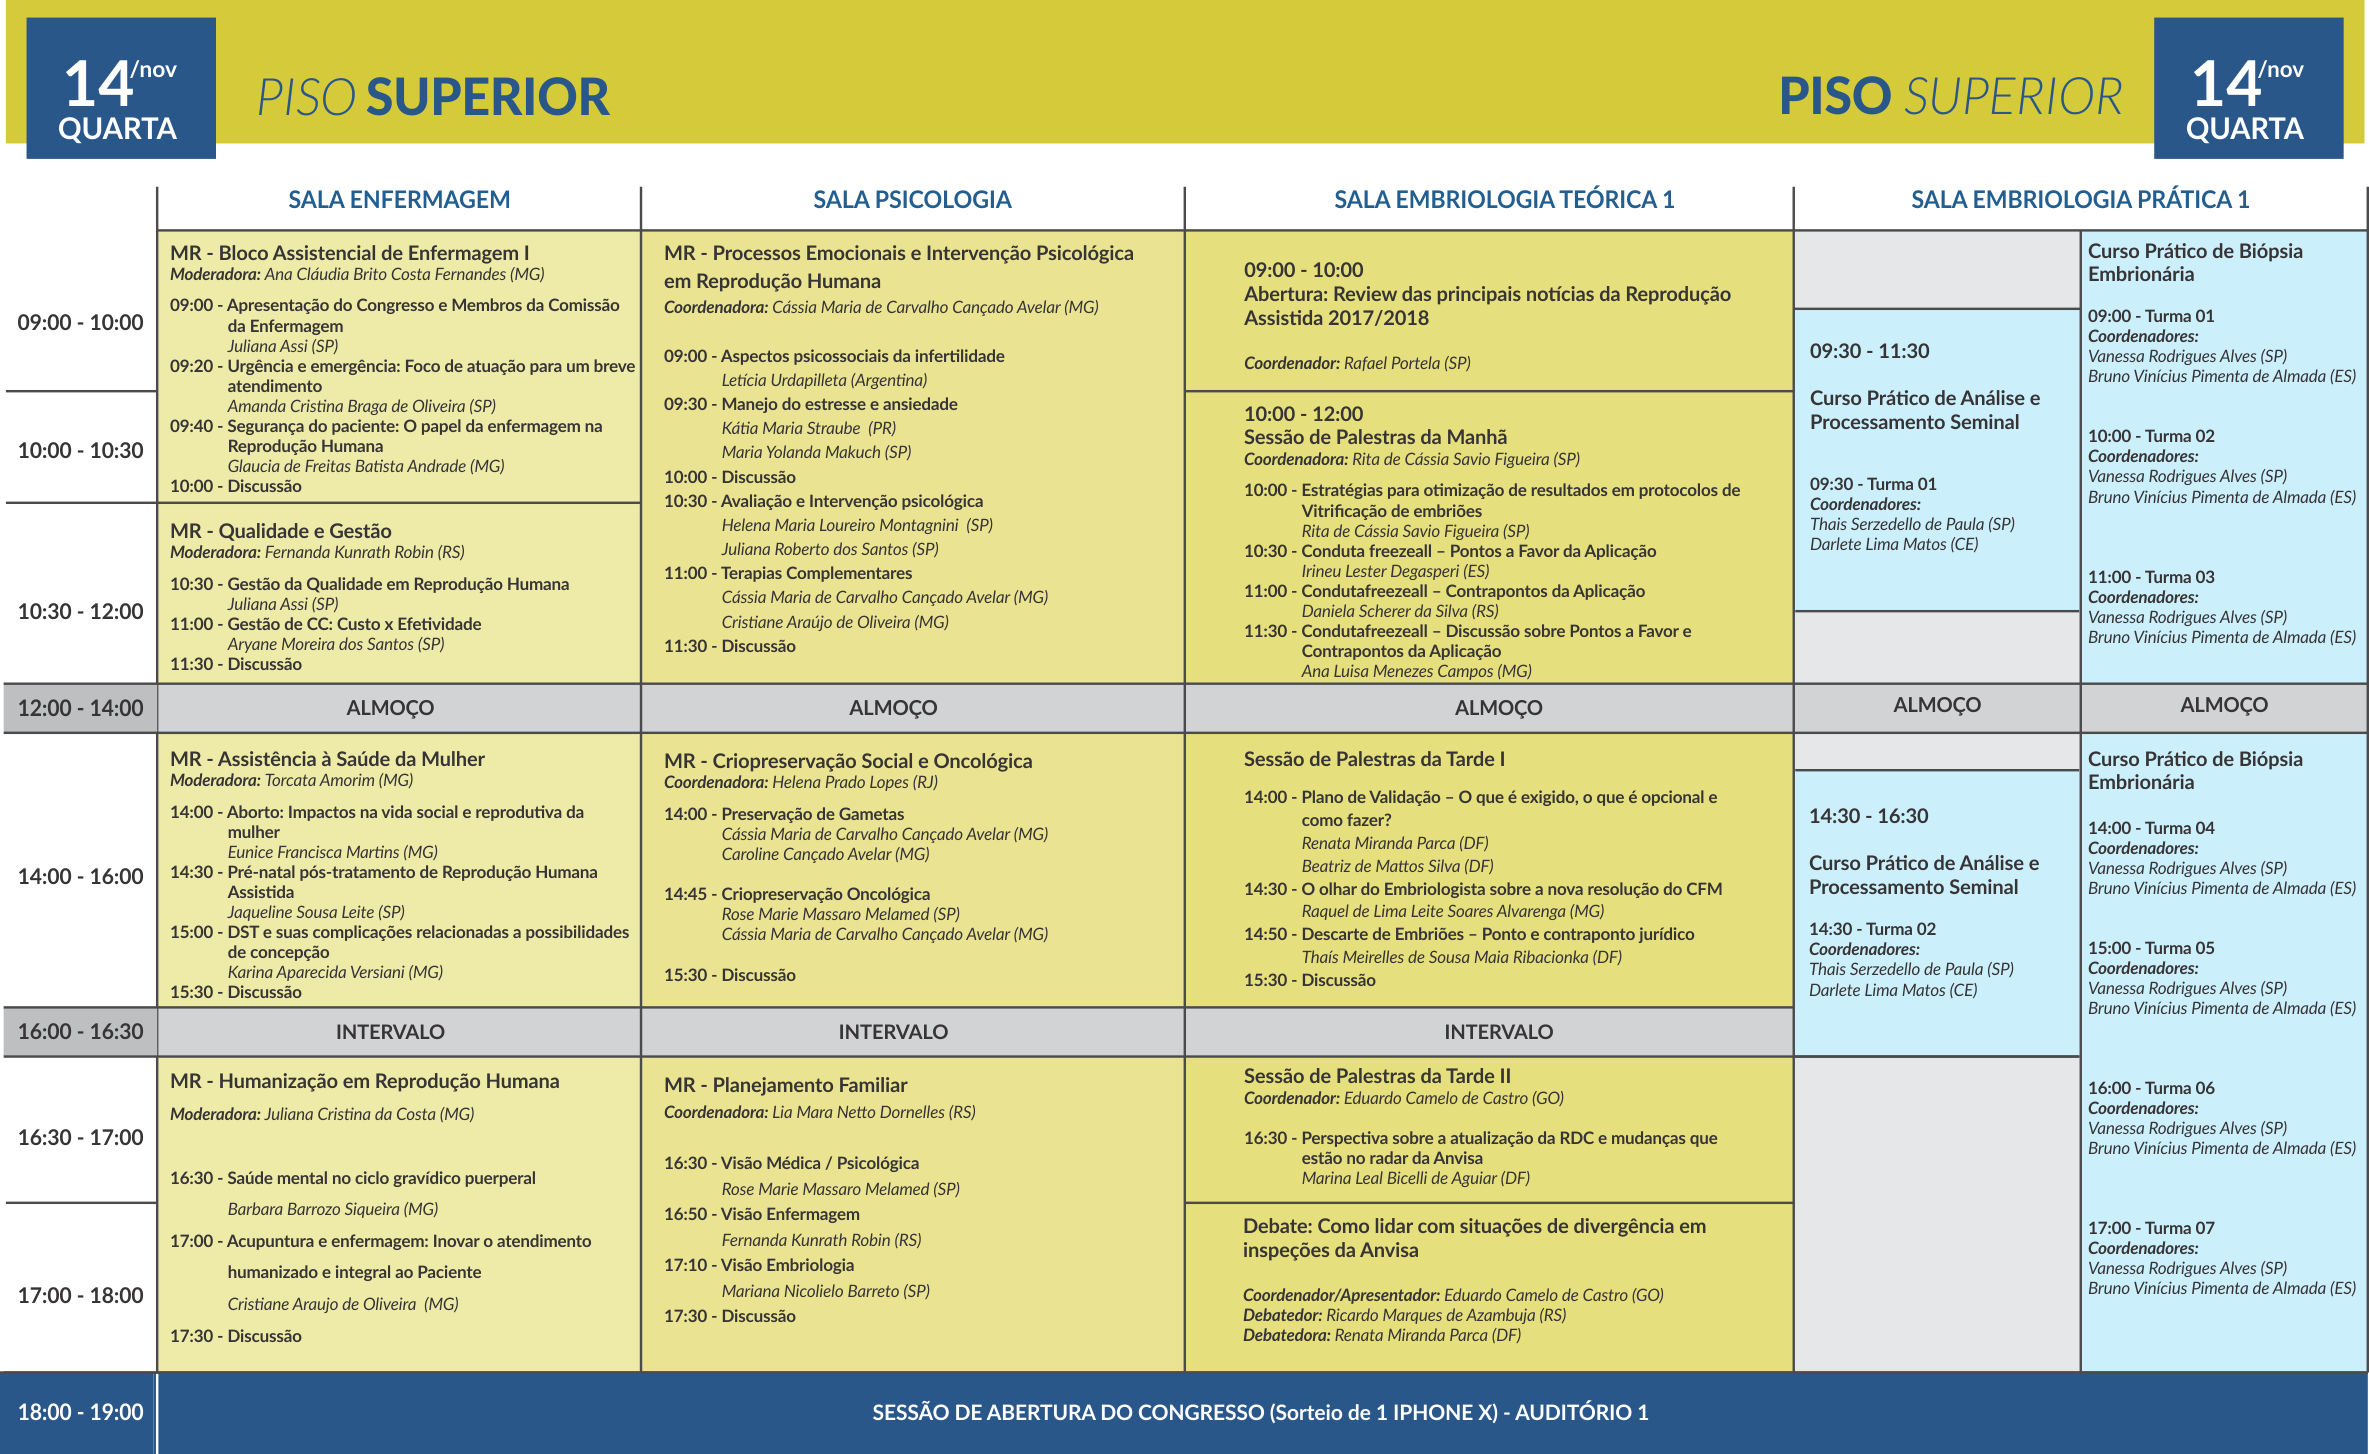 14/nov
QUARTA
PISO SUPERIOR
PISO SUPERIOR
14/nov
QUARTA
SALA ENFERMAGEM
SALA PSICOLOGIA
SALA EMBRIOLOGIA TEÓRICA 1
SALA EMBRIOLOGIA PRÁTICA 1
09:00 - 10:00
10:00 - 10:30
10:30 - 12:00
MR - Bloco Assistencial de Enfermagem I
Moderadora: Ana Cláudia Brito Costa Fernandes (MG)
09:00 - Apresentação do Congresso e Membros da Comissão
da Enfermagem
Juliana Assi (SP)
09:20 - Urgência e emergência: Foco de atuação para um breve
atendimento
Amanda Cristina Braga de Oliveira (SP)
09:40 - Segurança do paciente: O papel da enfermagem na
Reprodução Humana
Glaucia de Freitas Batista Andrade (MG)
10:00 - Discussão
MR - Qualidade e Gestão
Moderadora: Fernanda Kunrath Robin (RS)
10:30 - Gestão da Qualidade em Reprodução Humana
Juliana Assi (SP)
11:00 - Gestão de CC: Custo x Efetividade
Aryane Moreira dos Santos (SP)
11:30 - Discussão
MR - Processos Emocionais e Intervenção Psicológica
em Reprodução Humana
Coordenadora: Cássia Maria de Carvalho Cançado Avelar (MG)
09:00 - Aspectos psicossociais da infertilidade
Letícia Urdapilleta (Argentina)
09:30 - Manejo do estresse e ansiedade
Kátia Maria Straube (PR)
Maria Yolanda Makuch (SP)
10:00 - Discussão
10:30 - Avaliação e Intervenção psicológica
Helena Maria Loureiro Montagnini (SP)
Juliana Roberto dos Santos (SP)
11:00 - Terapias Complementares
Cássia Maria de Carvalho Cançado Avelar (MG)
Cristiane Araújo de Oliveira (MG)
11:30 - Discussão
09:00 - 10:00
Abertura: Review das principais notícias da Reprodução
Assistida 2017/2018
Coordenador: Rafael Portela (SP)
10:00 - 12:00
Sessão de Palestras da Manhã
Coordenadora: Rita de Cássia Savio Figueira (SP)
10:00 - Estratégias para otimização de resultados em protocolos de
Vitrificação de embriões
Rita de Cássia Savio Figueira (SP)
10:30 - Conduta freezeall – Pontos a Favor da Aplicação
Irineu Lester Degasperi (ES)
11:00 - Condutafreezeall – Contrapontos da Aplicação
Daniela Scherer da Silva (RS)
11:30 - Condutafreezeall – Discussão sobre Pontos a Favor e
Contrapontos da Aplicação
Ana Luisa Menezes Campos (MG)
09:30 - 11:30
Curso Prático de Análise e
Processamento Seminal
09:30 - Turma 01
Coordenadores:
Thais Serzedello de Paula (SP)
Darlete Lima Matos (CE)
Curso Prático de Biópsia
Embrionária
09:00 - Turma 01
Coordenadores:
Vanessa Rodrigues Alves (SP)
Bruno Vinícius Pimenta de Almada (ES)
10:00 - Turma 02
Coordenadores:
Vanessa Rodrigues Alves (SP)
Bruno Vinícius Pimenta de Almada (ES)
11:00 - Turma 03
Coordenadores:
Vanessa Rodrigues Alves (SP)
Bruno Vinícius Pimenta de Almada (ES)
12:00 - 14:00
ALMOÇO
ALMOÇO
ALMOÇO
ALMOÇO
ALMOÇO
14:00 - 16:00
MR - Assistência à Saúde da Mulher
Moderadora: Torcata Amorim (MG)
14:00 - Aborto: Impactos na vida social e reprodutiva da
mulher
Eunice Francisca Martins (MG)
14:30 - Pré-natal pós-tratamento de Reprodução Humana
Assistida
Jaqueline Sousa Leite (SP)
15:00 - DST e suas complicações relacionadas a possibilidades
de concepção
Karina Aparecida Versiani (MG)
15:30 - Discussão
MR - Criopreservação Social e Oncológica
Coordenadora: Helena Prado Lopes (RJ)
14:00 - Preservação de Gametas
Cássia Maria de Carvalho Cançado Avelar (MG)
Caroline Cançado Avelar (MG)
14:45 - Criopreservação Oncológica
Rose Marie Massaro Melamed (SP)
Cássia Maria de Carvalho Cançado Avelar (MG)
15:30 - Discussão
Sessão de Palestras da Tarde I
14:00 - Plano de Validação – O que é exigido, o que é opcional e
como fazer?
Renata Miranda Parca (DF)
Beatriz de Mattos Silva (DF)
14:30 - O olhar do Embriologista sobre a nova resolução do CFM
Raquel de Lima Leite Soares Alvarenga (MG)
14:50 - Descarte de Embriões – Ponto e contraponto jurídico
Thaís Meirelles de Sousa Maia Ribacionka (DF)
15:30 - Discussão
14:30 - 16:30
Curso Prático de Análise e
Processamento Seminal
14:30 - Turma 02
Coordenadores:
Thais Serzedello de Paula (SP)
Darlete Lima Matos (CE)
Curso Prático de Biópsia
Embrionária
14:00 - Turma 04
Coordenadores:
Vanessa Rodrigues Alves (SP)
Bruno Vinícius Pimenta de Almada (ES)
15:00 - Turma 05
Coordenadores:
Vanessa Rodrigues Alves (SP)
Bruno Vinícius Pimenta de Almada (ES)
16:00 - Turma 06
Coordenadores:
Vanessa Rodrigues Alves (SP)
Bruno Vinícius Pimenta de Almada (ES)
17:00 - Turma 07
Coordenadores:
Vanessa Rodrigues Alves (SP)
Bruno Vinícius Pimenta de Almada (ES)
16:00 - 16:30
INTERVALO
INTERVALO
INTERVALO
16:30 - 17:00
17:00 - 18:00
MR - Humanização em Reprodução Humana
Moderadora: Juliana Cristina da Costa (MG)
16:30 - Saúde mental no ciclo gravídico puerperal
Barbara Barrozo Siqueira (MG)
17:00 - Acupuntura e enfermagem: Inovar o atendimento
humanizado e integral ao Paciente
Cristiane Araujo de Oliveira (MG)
17:30 - Discussão
MR - Planejamento Familiar
Coordenadora: Lia Mara Netto Dornelles (RS)
16:30 - Visão Médica / Psicológica
Rose Marie Massaro Melamed (SP)
16:50 - Visão Enfermagem
Fernanda Kunrath Robin (RS)
17:10 - Visão Embriologia
Mariana Nicolielo Barreto (SP)
17:30 - Discussão
Sessão de Palestras da Tarde II
Coordenador: Eduardo Camelo de Castro (GO)
16:30 - Perspectiva sobre a atualização da RDC e mudanças que
estão no radar da Anvisa
Marina Leal Bicelli de Aguiar (DF)
Debate: Como lidar com situações de divergência em
inspeções da Anvisa
Coordenador/Apresentador: Eduardo Camelo de Castro (GO)
Debatedor: Ricardo Marques de Azambuja (RS)
Debatedora: Renata Miranda Parca (DF)
18:00 - 19:00
SESSÃO DE ABERTURA DO CONGRESSO (Sorteio de 1 IPHONE X) - AUDITÓRIO 1